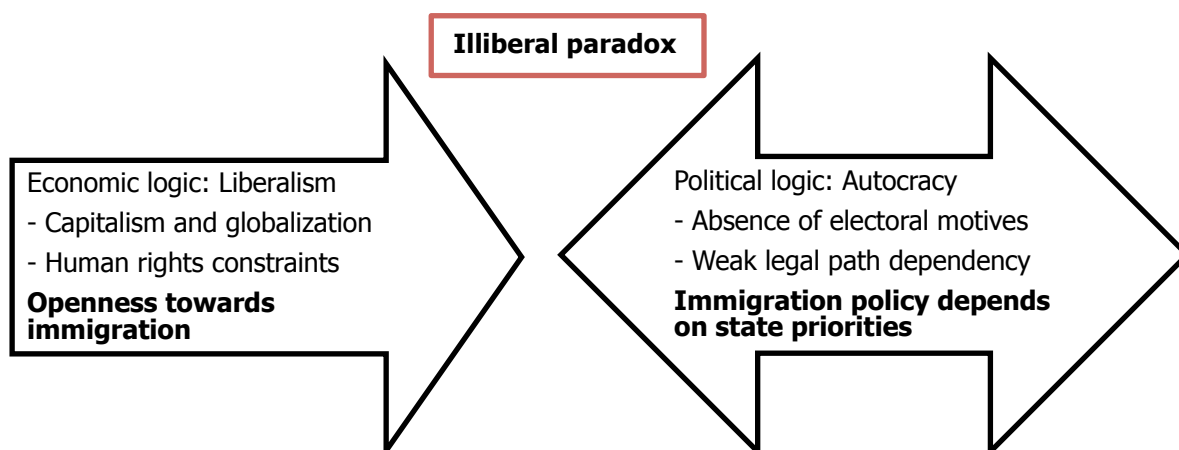 Illiberal paradox
Economic logic: Liberalism
- Capitalism and globalization
- Human rights constraints
Openness towards
immigration
Political logic: Autocracy
- Absence of electoral motives
- Weak legal path dependency
Immigration policy depends
on state priorities